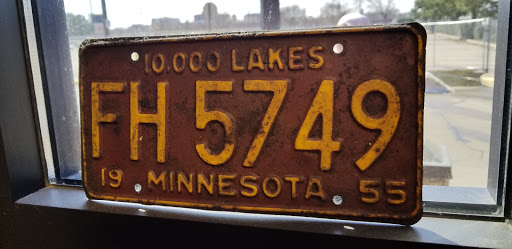 10.000 LAKES
FH 5749
19 MINNESOTA 55